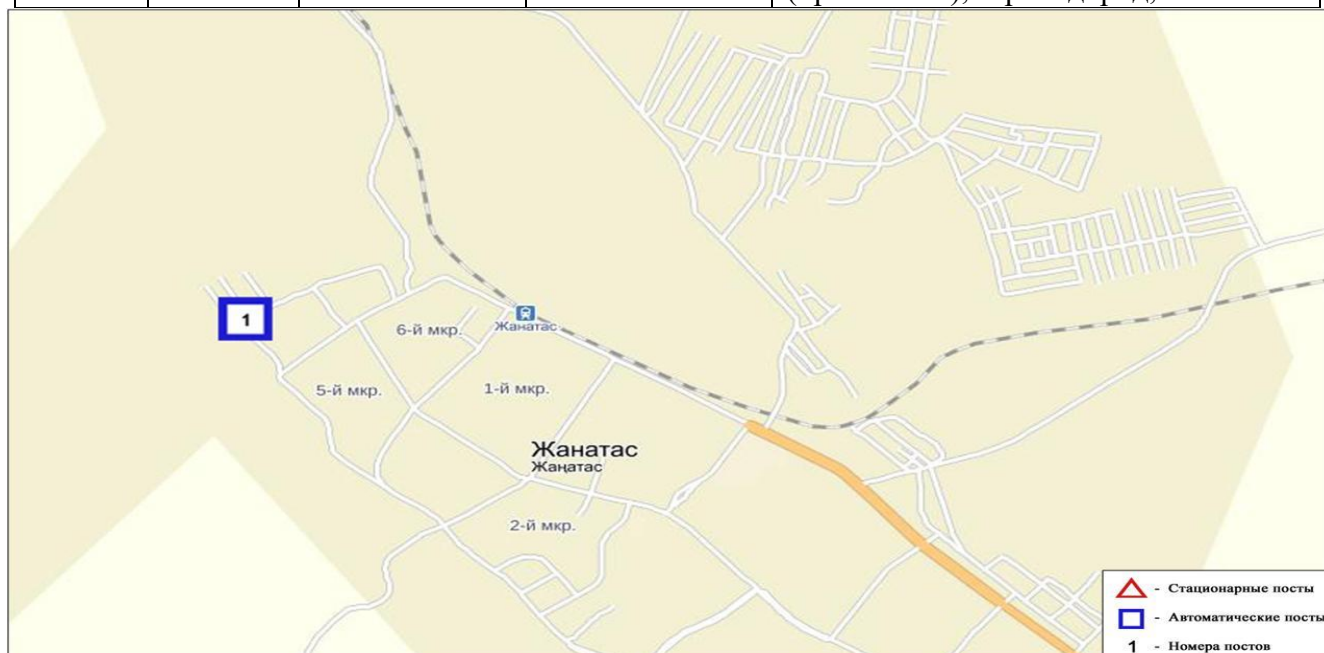 1
6-й мкр.
Жанатас
5-й мкр.
1-й мкр.
Жанатас
Жаңатас
2-й мкр.
- Стационарные посты
- Автоматические посты
1 - Номера постов